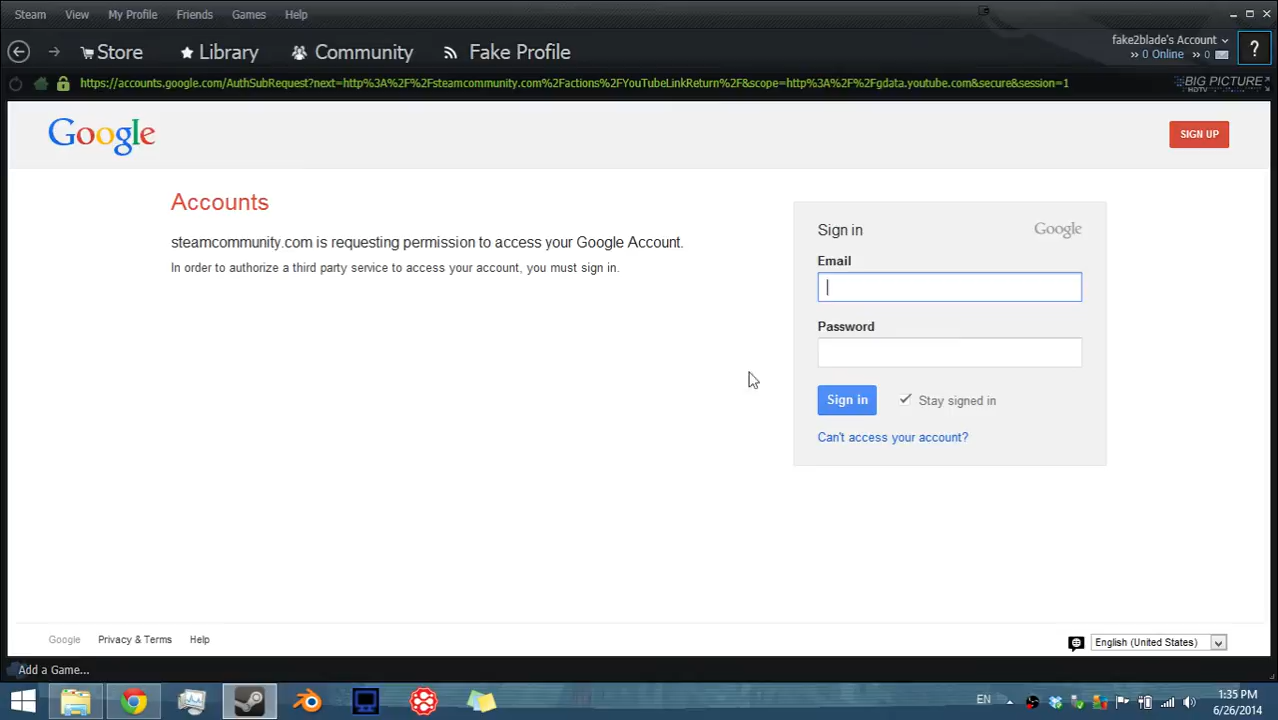 Steam View My Profile Friends Games Help
Store Library Community Fake Profile
fake2blade's Account
» 0 Online » 0
?
https://accounts.google.com/AuthSubRequest?next=http%3A%2F%2Fsteamcommunity.com%2Factions%2FYouTubeLinkReturn%2F&scope=http%3A%2F%2Fgdata.youtube.com&secure&session=1
BIG PICTURE
HDTV
Google
SIGN UP
Accounts
steamcommunity.com is requesting permission to access your Google Account.
In order to authorize a third party service to access your account, you must sign in.
Sign in Google
Email
Password
Sign in Stay signed in
Can't access your account?
Google Privacy & Terms Help
English (United States)
Add a Game...
EN
1:35 PM
6/26/2014